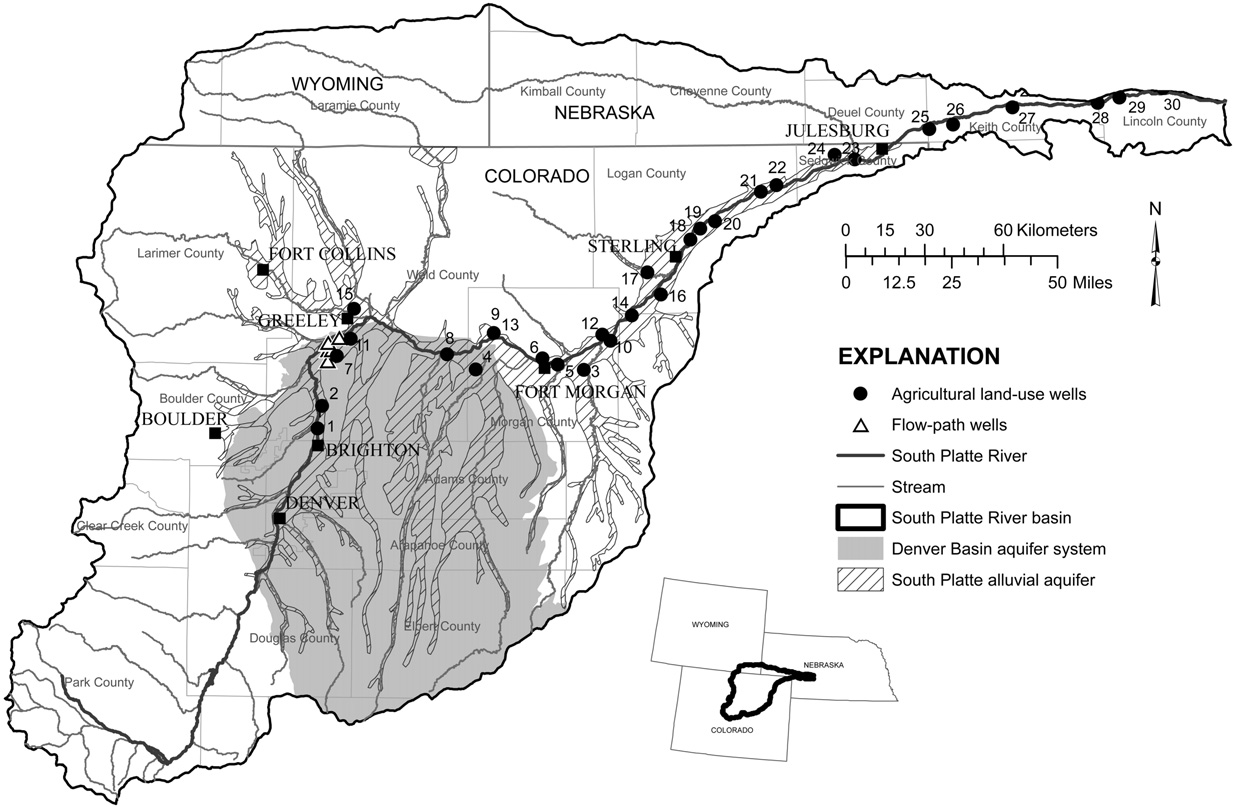 WYOMING
Laramie County
Kimball County
Cheyenne County
NEBRASKA
Deuel County
JULESBURG
25
26
27
28
29
30
Keith County
Lincoln County
24
23
COLORADO
Logan County
21
22
19
18
20
STERLING
17
16
14
Larimer County
FORT COLLINS
Weld County
15
GREELEY
11
7
8
9
13
4
6
5
12
10
3
FORT MORGAN
Morgan County
Boulder County
BOULDER
2
1
BRIGHTON
Adams County
DENVER
Clear Creek County
Arapahoe County
Douglas County
Elbert County
Park County
N
0 15 30 60 Kilometers
0 12.5 25 50 Miles
EXPLANATION
Agricultural land-use wells
Flow-path wells
South Platte River
Stream
South Platte River basin
Denver Basin aquifer system
South Platte alluvial aquifer
WYOMING
NEBRASKA
COLORADO